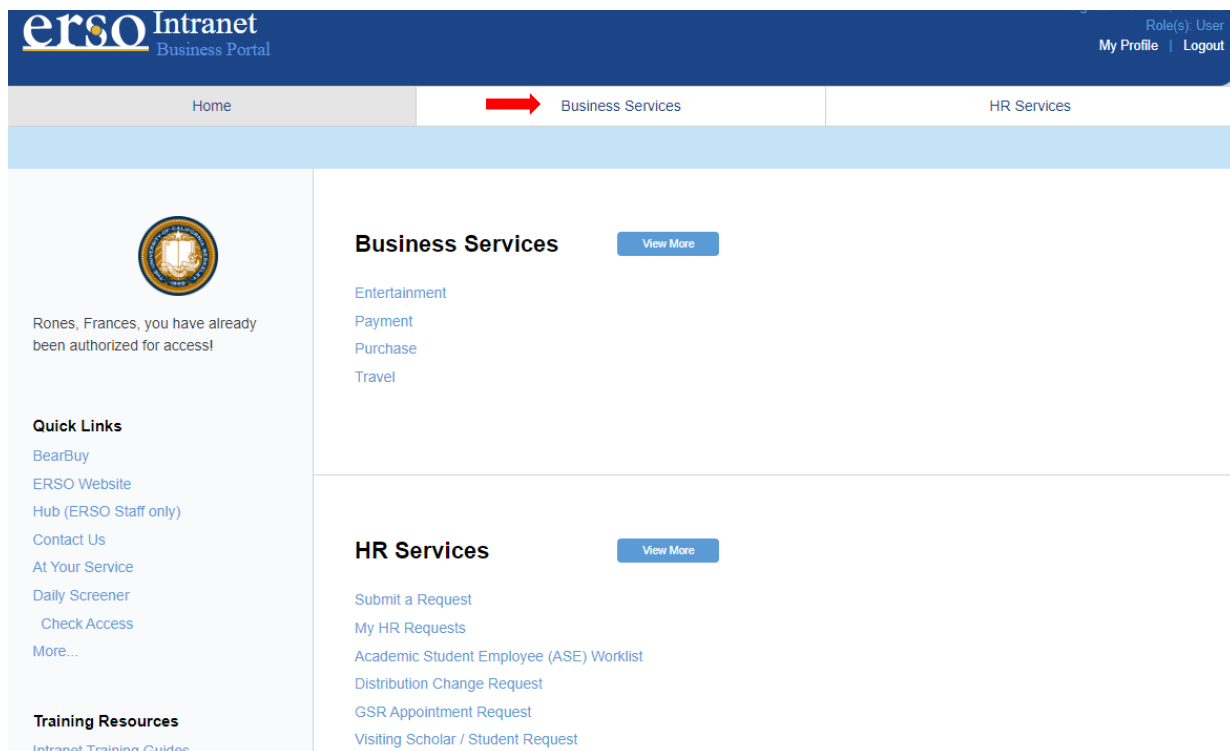 erso Intranet
Business Portal
Role(s): User
My Profile | Logout
Home
Business Services
HR Services
Rones, Frances, you have already
been authorized for access!
Quick Links
BearBuy
ERSO Website
Hub (ERSO Staff only)
Contact Us
At Your Service
Daily Screener
Check Access
More...
Training Resources
Intranet Training Guides
Business Services
View More
Entertainment
Payment
Purchase
Travel
HR Services
View More
Submit a Request
My HR Requests
Academic Student Employee (ASE) Worklist
Distribution Change Request
GSR Appointment Request
Visiting Scholar / Student Request